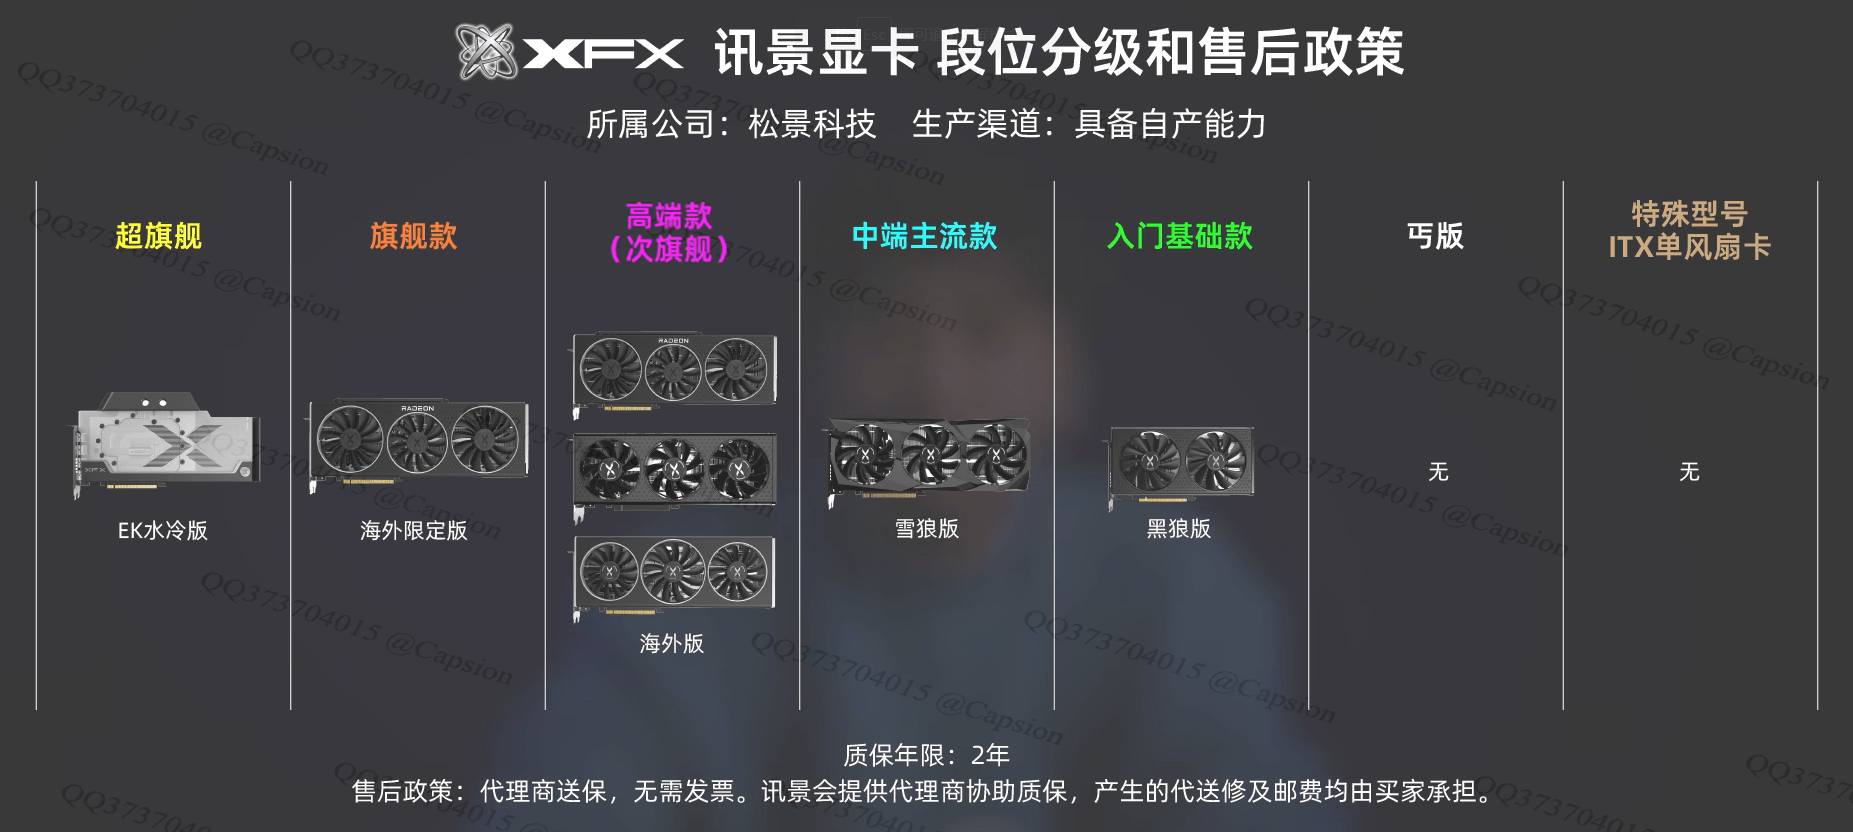 XFX 讯景显卡 段位分级和售后政策
所属公司：松景科技 生产渠道：具备自产能力
超旗舰
旗舰款
高端款
(次旗舰)
中端主流款
入门基础款
丐版
特殊型号
ITX单风扇卡
RADEON
RADEON
XFX
EK水冷版
海外限定版
海外版
雪狼版
黑狼版
无
无
质保年限：2年
售后政策：代理商送保，无需发票。讯景会提供代理商协助质保，产生的代送修及邮费均由买家承担。
QQ373704015 @Capsion